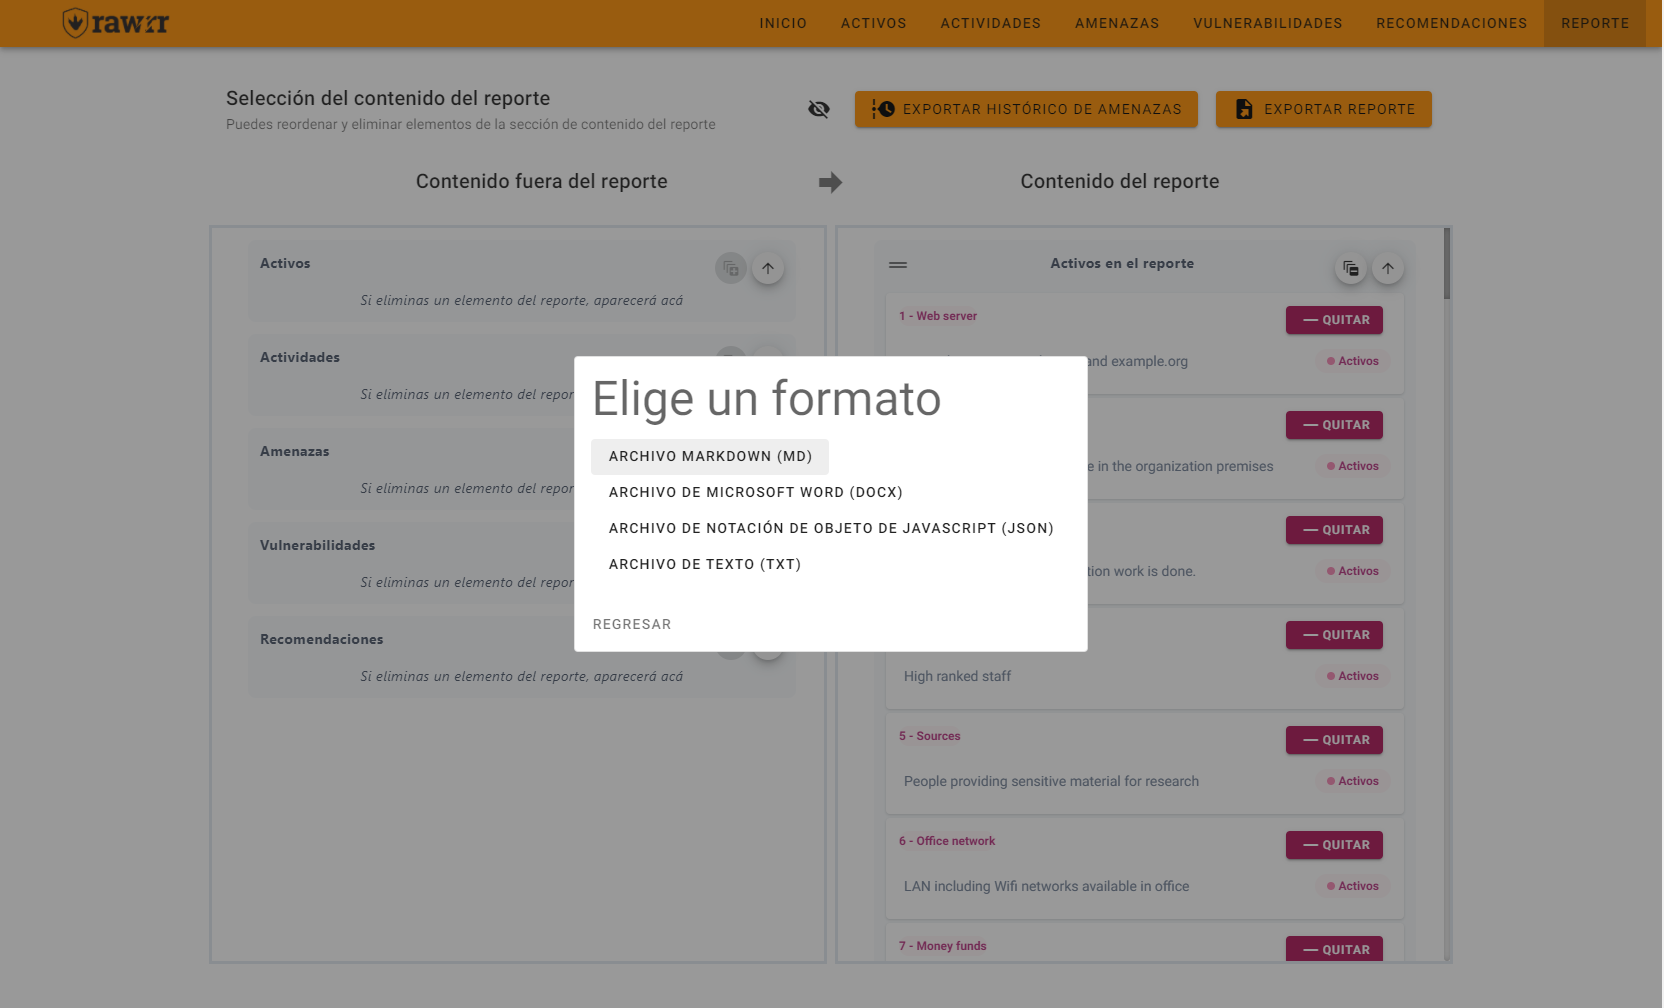 rawrr
INICIO ACTIVOS ACTIVIDADES AMENAZAS VULNERABILIDADES RECOMENDACIONES REPORTE
Selección del contenido del reporte
Puedes reordenar y eliminar elementos de la sección de contenido del reporte
EXPORTAR HISTÓRICO DE AMENAZAS
EXPORTAR REPORTE
Contenido fuera del reporte
Contenido del reporte
Activos
Si eliminas un elemento del reporte, aparecerá acá
Actividades
Si eliminas un elemento del repor
Amenazas
Si eliminas un elemento del repor
Vulnerabilidades
Si eliminas un elemento del repor
Recomendaciones
Si eliminas un elemento del reporte, aparecerá acá
Elige un formato
ARCHIVO MARKDOWN (MD)
ARCHIVO DE MICROSOFT WORD (DOCX)
ARCHIVO DE NOTACIÓN DE OBJETO DE JAVASCRIPT (JSON)
ARCHIVO DE TEXTO (TXT)
REGRESAR
Activos en el reporte
1 - Web server
QUITAR
and example.org
Activos
QUITAR
e in the organization premises
Activos
QUITAR
tion work is done.
Activos
QUITAR
High ranked staff
Activos
5 - Sources
QUITAR
People providing sensitive material for research
Activos
6 - Office network
QUITAR
LAN including Wifi networks available in office
Activos
7 - Money funds
QUITAR